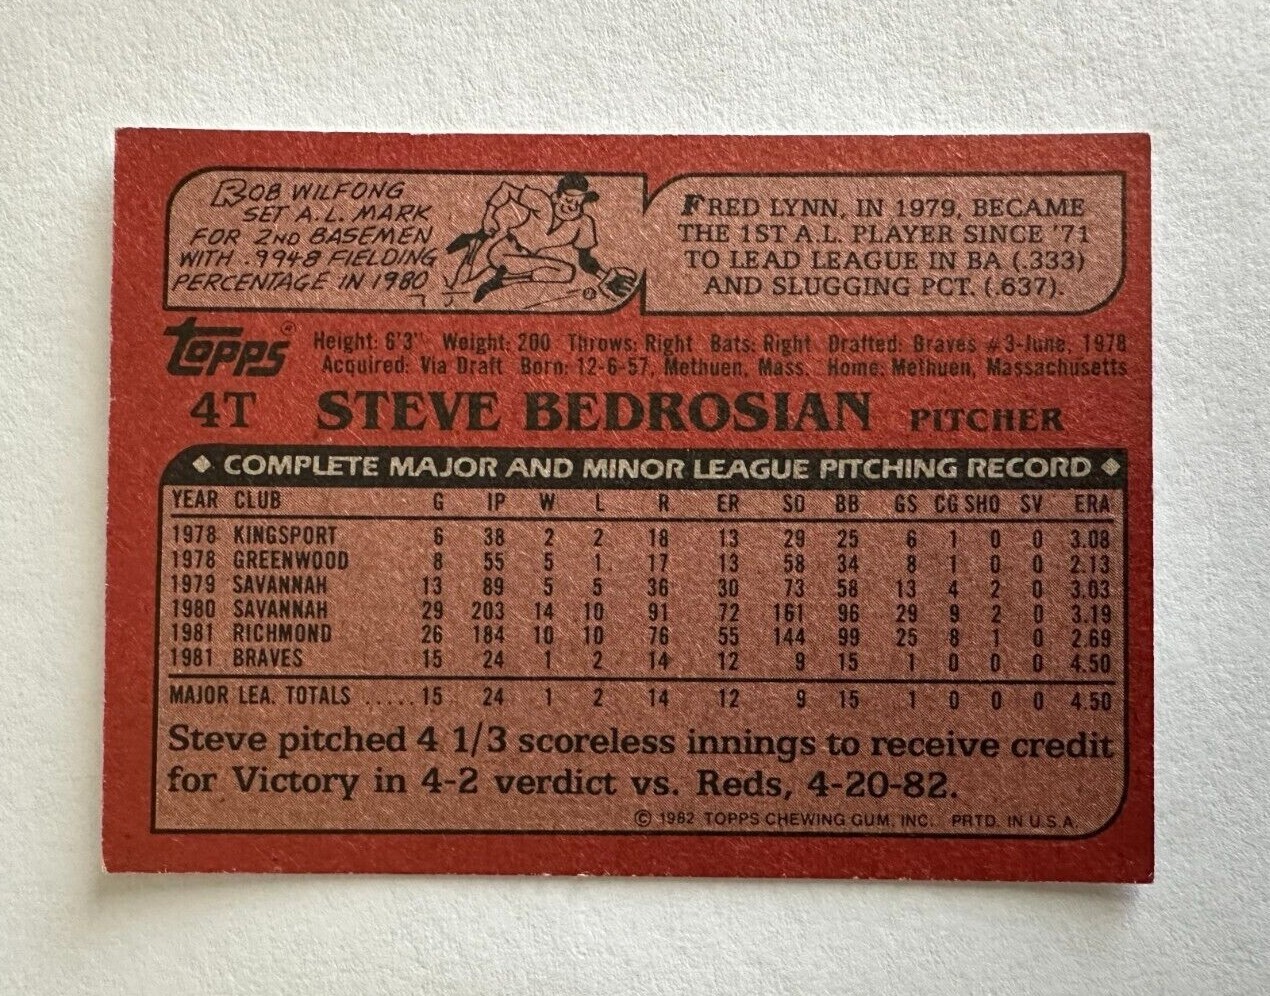 BOB WILFONG
SET A.L. MARK
FOR 2ND BASEMEN
WITH .9948 FIELDING
PERCENTAGE IN 1980
FRED LYNN, IN 1979, BECAME
THE 1ST A.L. PLAYER SINCE '71
TO LEAD LEAGUE IN BA (.333)
AND SLUGGING PCT. (.637).
topps®
Height: 6'3" Weight: 200 Throws: Right Bats: Right Drafted: Braves #3-June, 1978
Acquired: Via Draft Born: 12-6-57, Methuen, Mass. Home: Methuen, Massachusetts
4T STEVE BEDROSIAN PITCHER
◆ COMPLETE MAJOR AND MINOR LEAGUE PITCHING RECORD ◆
YEAR CLUB G IP W L R ER SO BB GS CG SHO SV ERA
1978 KINGSPORT 6 38 2 2 18 13 29 25 6 1 0 0 3.08
1978 GREENWOOD 8 55 5 1 17 13 58 34 8 1 0 0 2.13
1979 SAVANNAH 13 89 5 5 36 30 73 58 13 4 2 0 3.03
1980 SAVANNAH 29 203 14 10 91 72 161 96 29 9 2 0 3.19
1981 RICHMOND 26 184 10 10 76 55 144 99 25 8 1 0 2.69
1981 BRAVES 15 24 1 2 14 12 9 15 1 0 0 0 4.50
MAJOR LEA. TOTALS ..... 15 24 1 2 14 12 9 15 1 0 0 0 4.50
Steve pitched 4 1/3 scoreless innings to receive credit
for Victory in 4-2 verdict vs. Reds, 4-20-82.
© 1982 TOPPS CHEWING GUM, INC. PRTD. IN U.S.A.